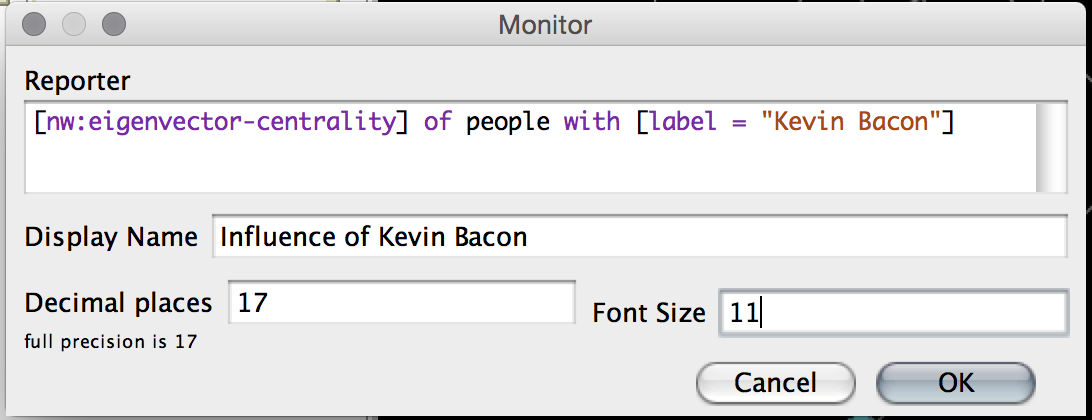 Monitor
Reporter
[nw:eigenvector-centrality] of people with [label = "Kevin Bacon"]
Display Name Influence of Kevin Bacon
Decimal places 17
Font Size 11
full precision is 17
Cancel OK